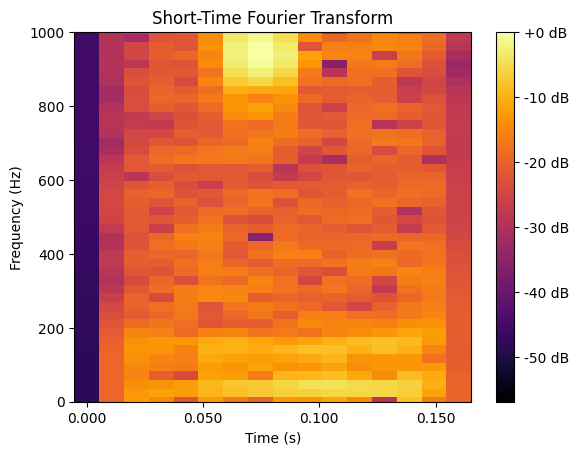 Short-Time Fourier Transform
Frequency (Hz)
1000
800
600
400
200
0
0.000
0.050
0.100
0.150
Time (s)
+0 dB
-10 dB
-20 dB
-30 dB
-40 dB
-50 dB